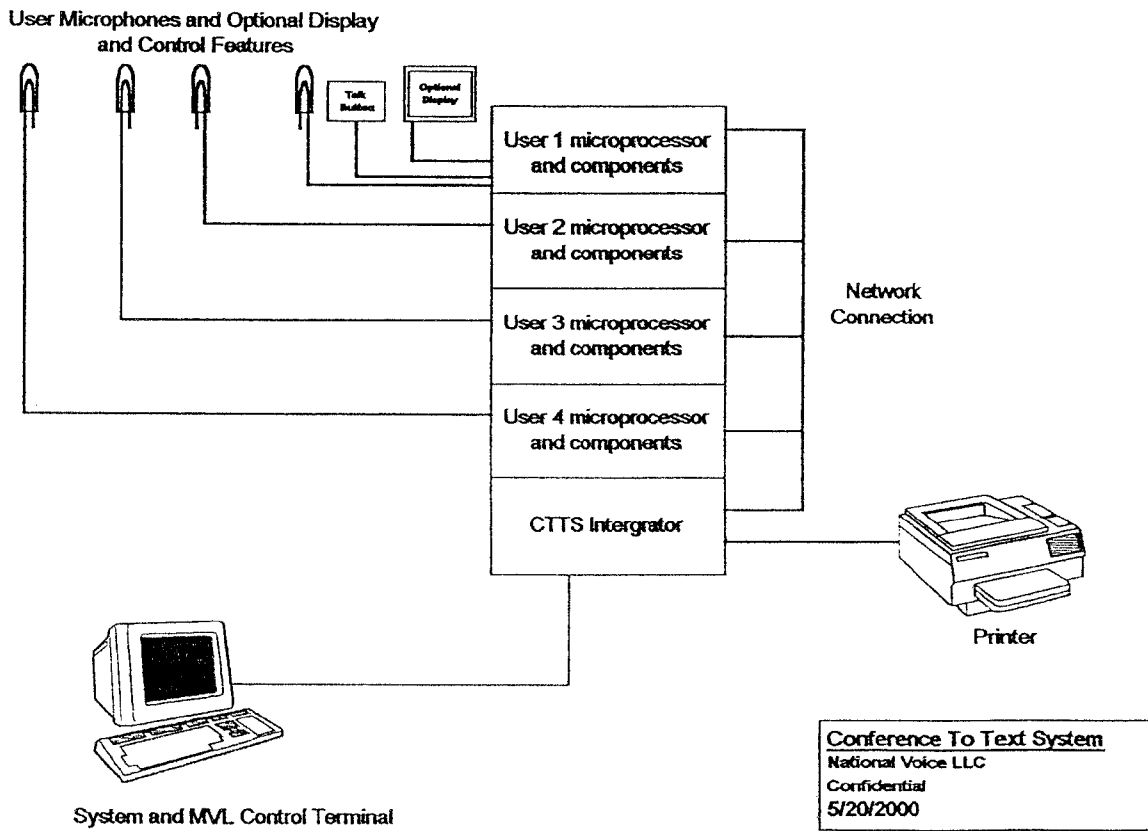 User Microphones and Optional Display
and Control Features
Talk
Button
Optional
Display
User 1 microprocessor
and components
User 2 microprocessor
and components
User 3 microprocessor
and components
User 4 microprocessor
and components
CTTS Intergrator
Network
Connection
Printer
System and MVL Control Terminal
Conference To Text System
National Voice LLC
Confidential
5/20/2000